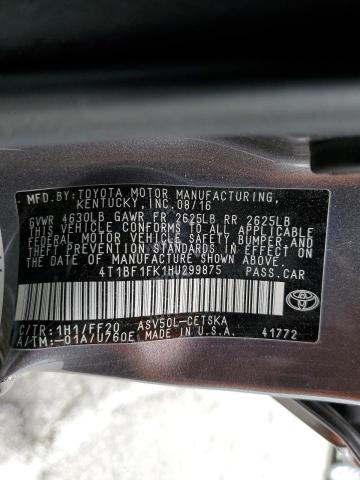 MFD.BY:TOYOTA MOTOR MANUFACTURING,
KENTUCKY, INC. 08/16
GVWR 4630LB GAWR FR 2625LB RR 2625LB
THIS VEHICLE CONFORMS TO ALL APPLICABLE
FEDERAL MOTOR VEHICLE SAFETY, BUMPER, AND
THEFT PREVENTION STANDARDS IN EFFECT ON
THE DATE OF MANUFACTURE SHOWN ABOVE.
4T1BF1FK1HU299875 PASS.CAR
C/TR:1H1/FF20 ASV50L-CETSKA
A/TM:-01A/U760E MADE IN U.S.A. 41772